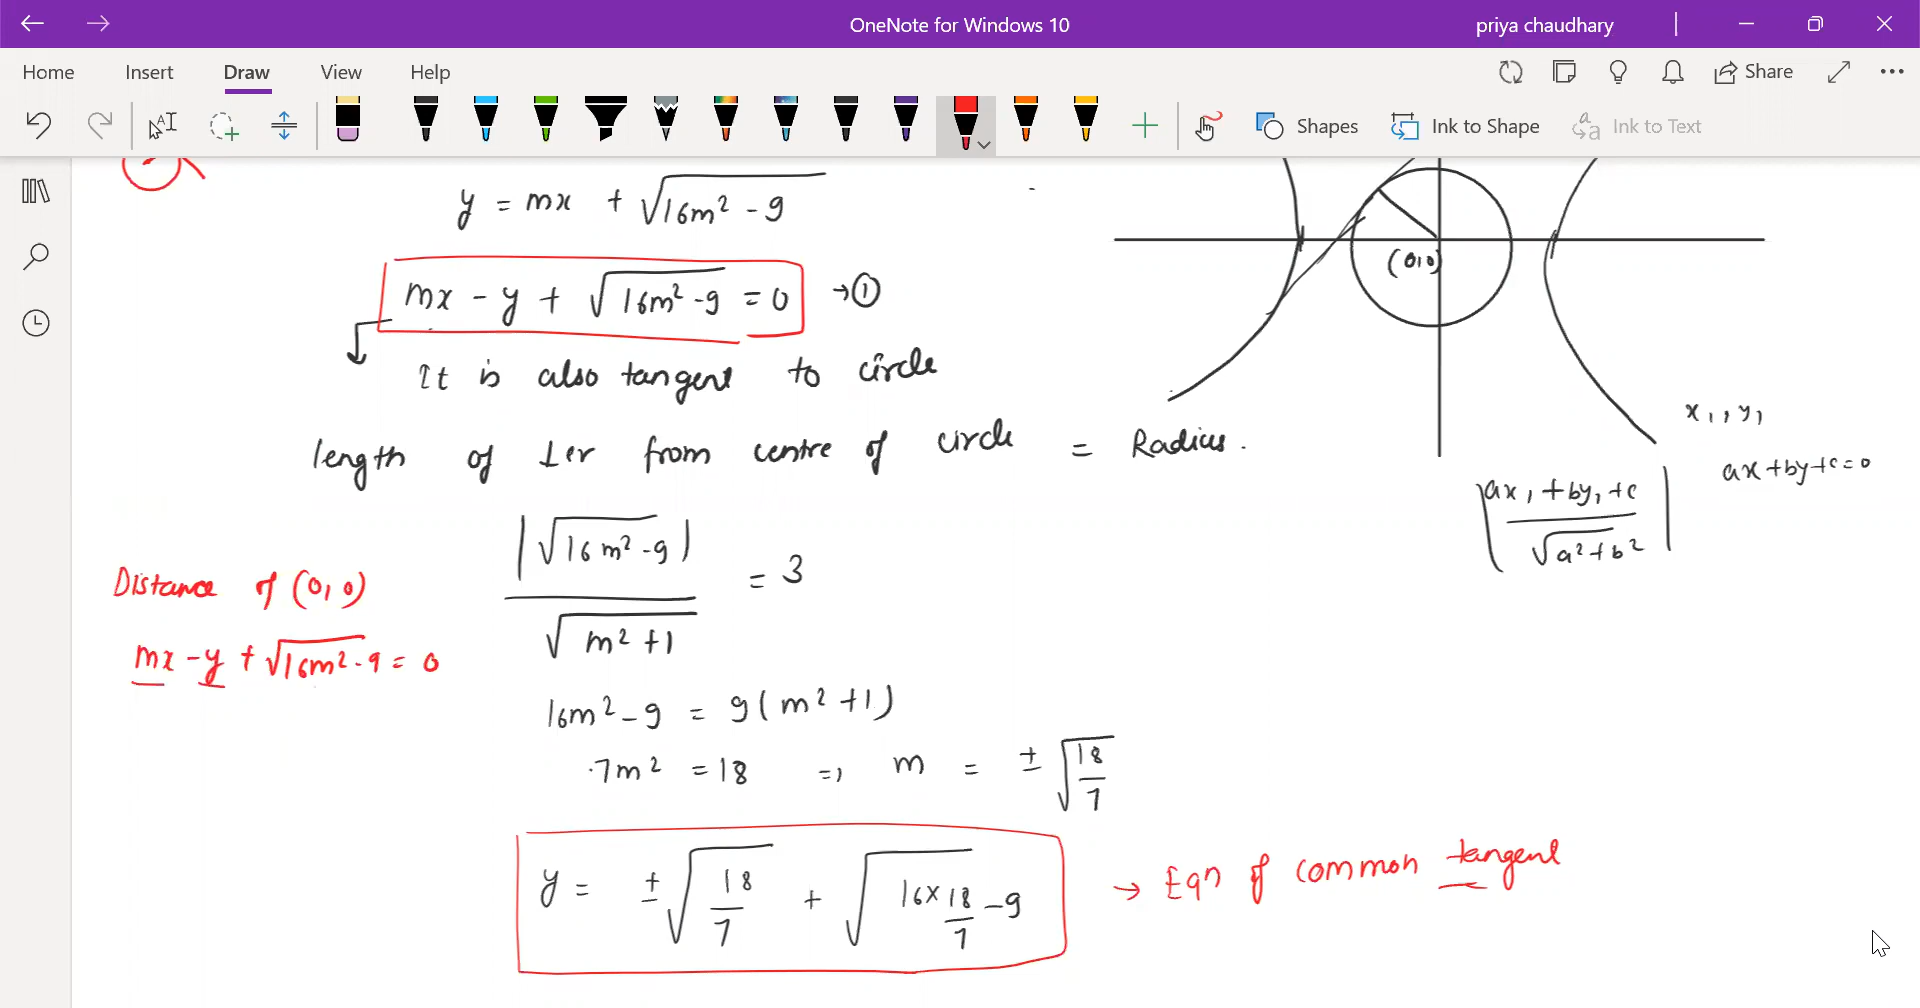 OneNote for Windows 10
priya chaudhary
Home Insert Draw View Help
Share
Shapes Ink to Shape Ink to Text
y = mx + √16m² - 9
mx - y + √16m² - 9 = 0 → ①
It is also tangent to circle
length of ⊥er from centre of circle = Radius.
|√16m² - 9| / √m² + 1 = 3
16m² - 9 = 9(m² + 1)
7m² = 18 ⇒ m = ± √18/7
y = ± √18/7 + √16×18/7 - 9 → Eqn of common tangent
Distance of (0,0)
mx - y + √16m² - 9 = 0
(0,0)
x₁, y₁
ax + by + c = 0
|ax₁ + by₁ + c / √a² + b²|